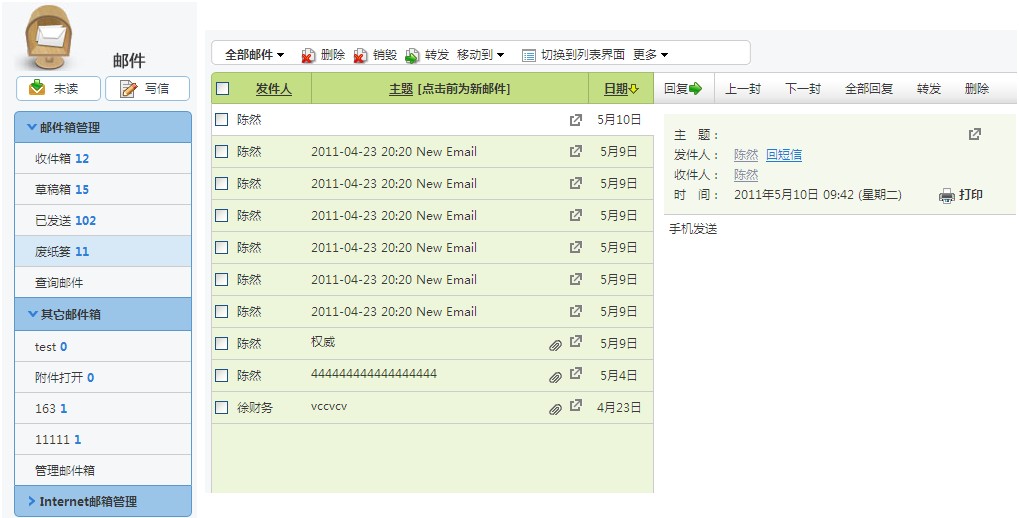 邮件
未读 写信
邮件箱管理
收件箱 12
草稿箱 15
已发送 102
废纸篓 11
查询邮件
其它邮件箱
test 0
附件打开 0
163 1
11111 1
管理邮件箱
Internet邮箱管理
全部邮件 删除 销毁 转发 移动到 切换到列表界面 更多
发件人 主题 [点击前为新邮件] 日期
陈然 5月10日
陈然 2011-04-23 20:20 New Email 5月9日
陈然 2011-04-23 20:20 New Email 5月9日
陈然 2011-04-23 20:20 New Email 5月9日
陈然 2011-04-23 20:20 New Email 5月9日
陈然 2011-04-23 20:20 New Email 5月9日
陈然 2011-04-23 20:20 New Email 5月9日
陈然 权威 5月9日
陈然 444444444444444444 5月4日
徐财务 vccvcv 4月23日
回复 上一封 下一封 全部回复 转发 删除
主 题：
发件人： 陈然 回短信
收件人： 陈然
时 间： 2011年5月10日 09:42 (星期二) 打印
手机发送